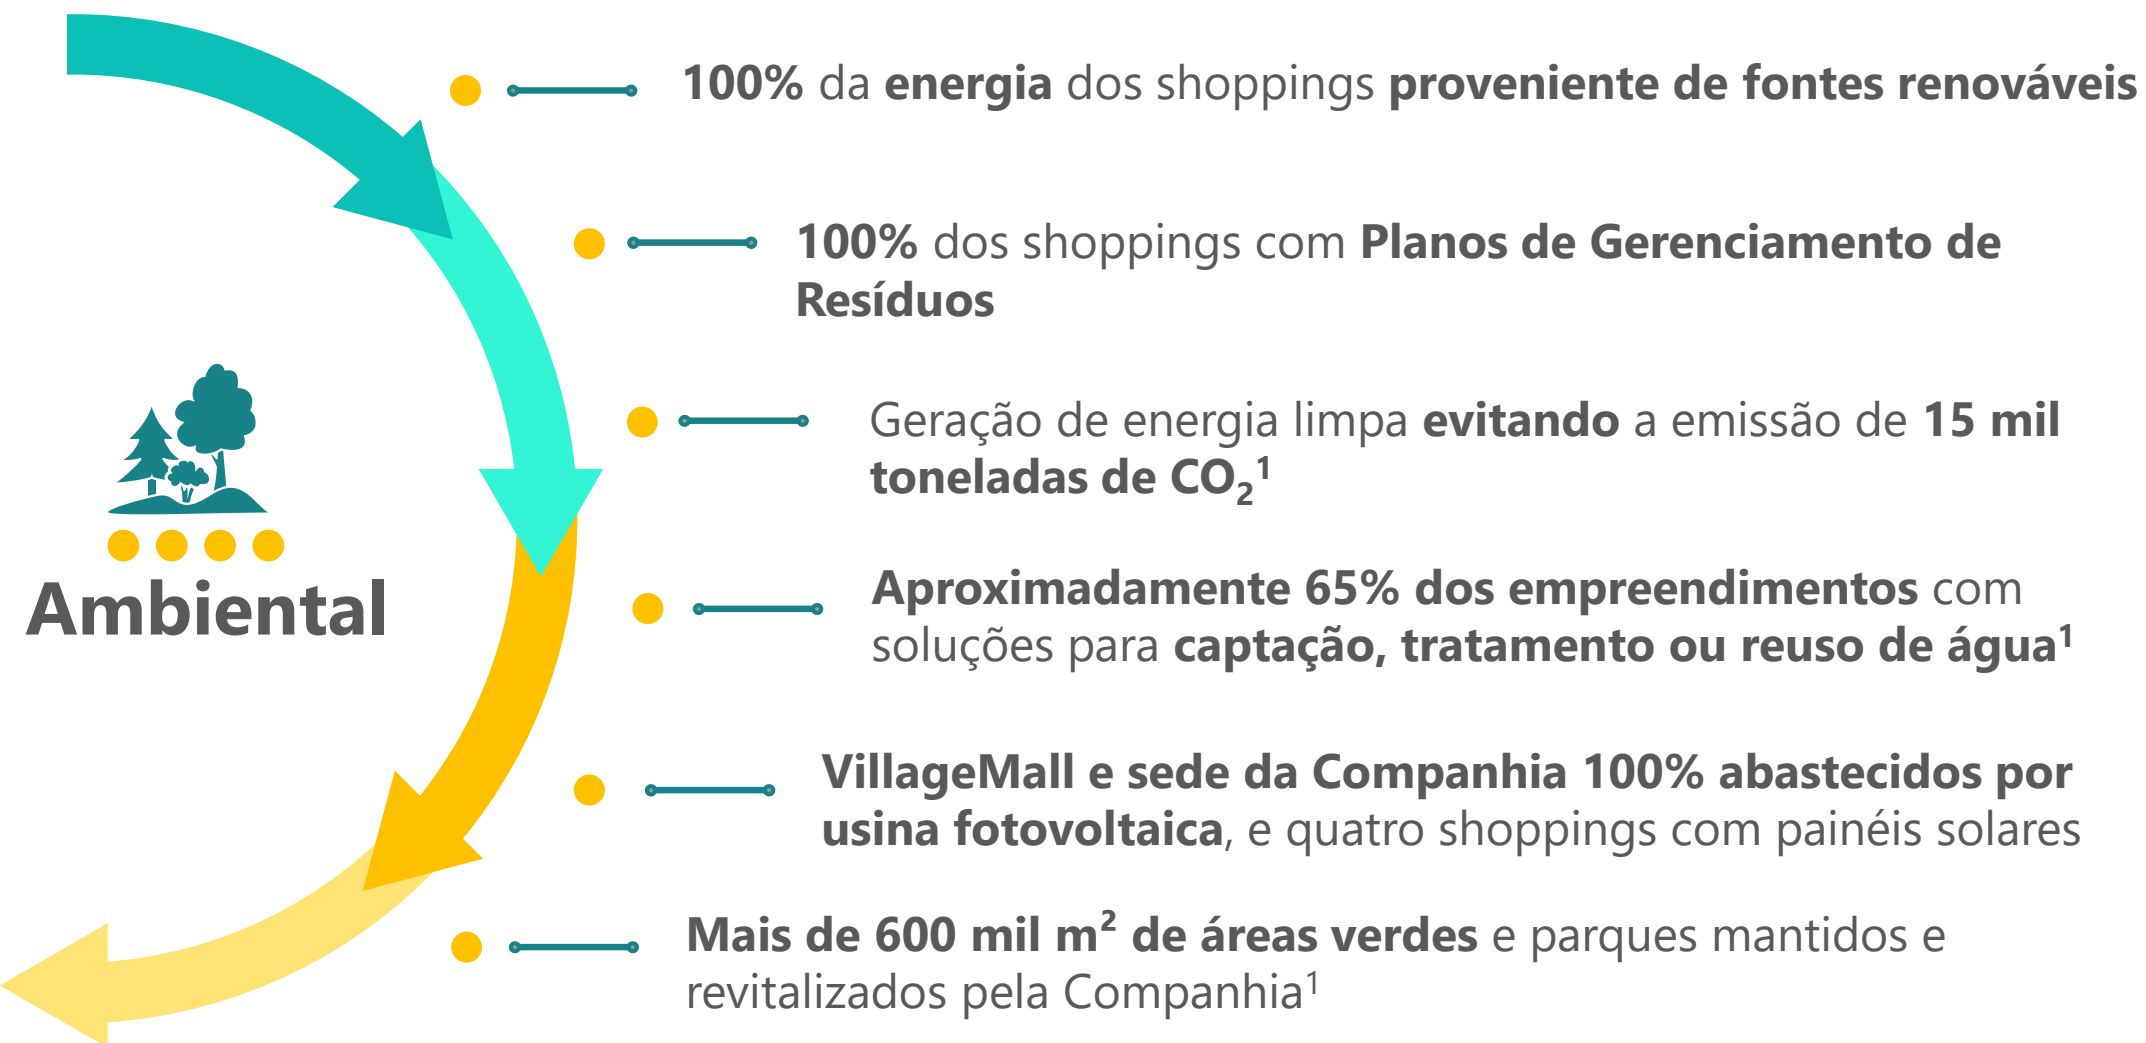 100% da energia dos shoppings proveniente de fontes renováveis
100% dos shoppings com Planos de Gerenciamento de
Resíduos
Geração de energia limpa evitando a emissão de 15 mil
toneladas de CO₂¹
Ambiental
Aproximadamente 65% dos empreendimentos com
soluções para captação, tratamento ou reuso de água¹
VillageMall e sede da Companhia 100% abastecidos por
usina fotovoltaica, e quatro shoppings com painéis solares
Mais de 600 mil m² de áreas verdes e parques mantidos e
revitalizados pela Companhia¹